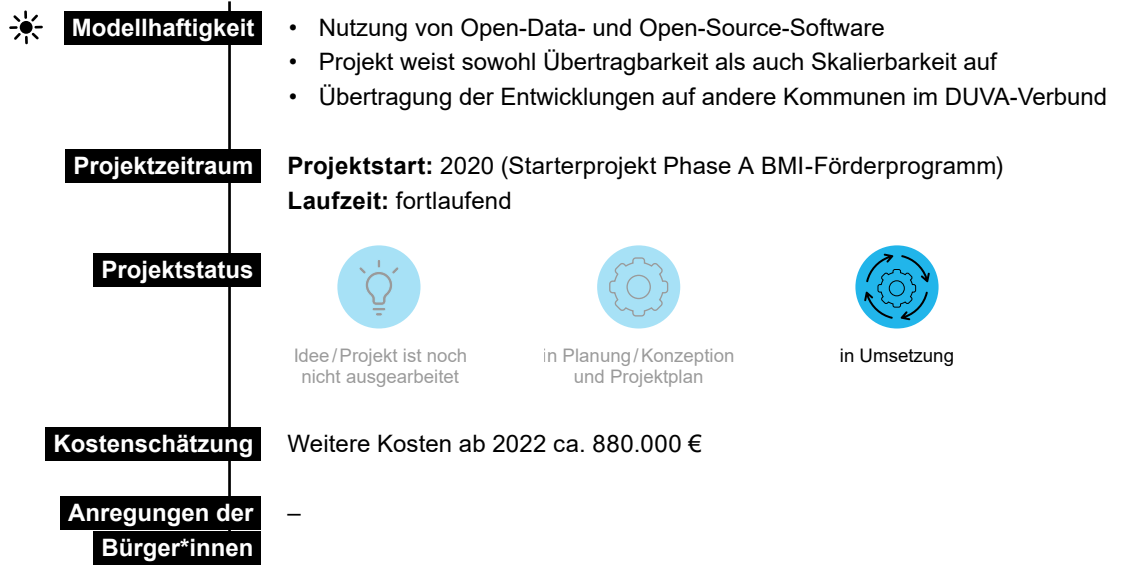 Modellhaftigkeit
• Nutzung von Open-Data- und Open-Source-Software
• Projekt weist sowohl Übertragbarkeit als auch Skalierbarkeit auf
• Übertragung der Entwicklungen auf andere Kommunen im DUVA-Verbund
Projektzeitraum
Projektstart: 2020 (Starterprojekt Phase A BMI-Förderprogramm)
Laufzeit: fortlaufend
Projektstatus
Idee/Projekt ist noch
nicht ausgearbeitet
in Planung/Konzeption
und Projektplan
in Umsetzung
Kostenschätzung
Weitere Kosten ab 2022 ca. 880.000 €
Anregungen der
Bürger*innen
–